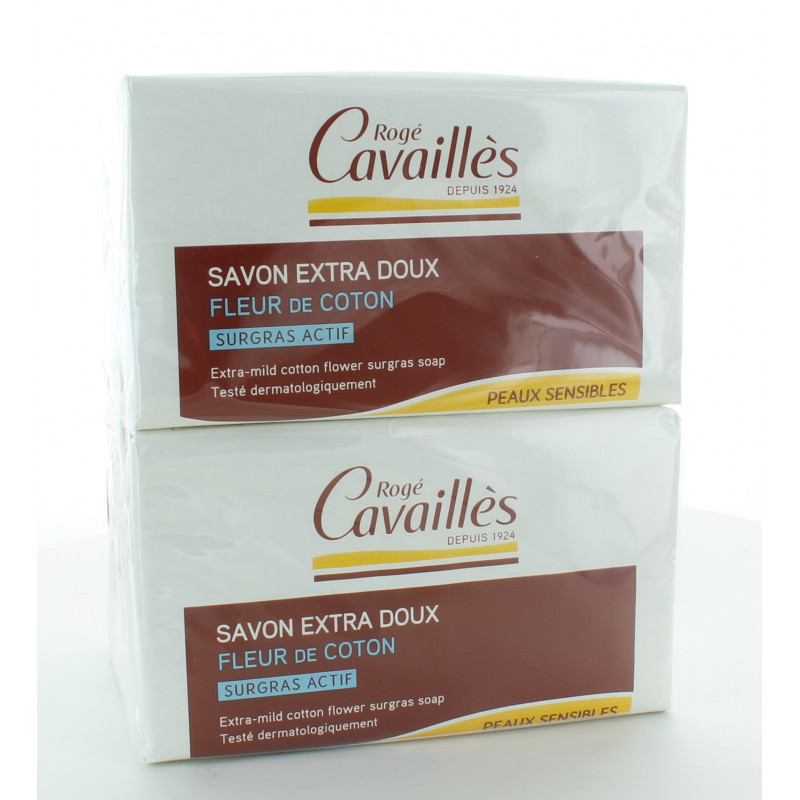 Rogé
Cavaillès
DEPUIS 1924
SAVON EXTRA DOUX
FLEUR DE COTON
SURGRAS ACTIF
Extra-mild cotton flower surgras soap
Testé dermatologiquement
PEAUX SENSIBLES
Rogé
Cavaillès
DEPUIS 1924
SAVON EXTRA DOUX
FLEUR DE COTON
SURGRAS ACTIF
Extra-mild cotton flower surgras soap
Testé dermatologiquement
PEAUX SENSIBLES